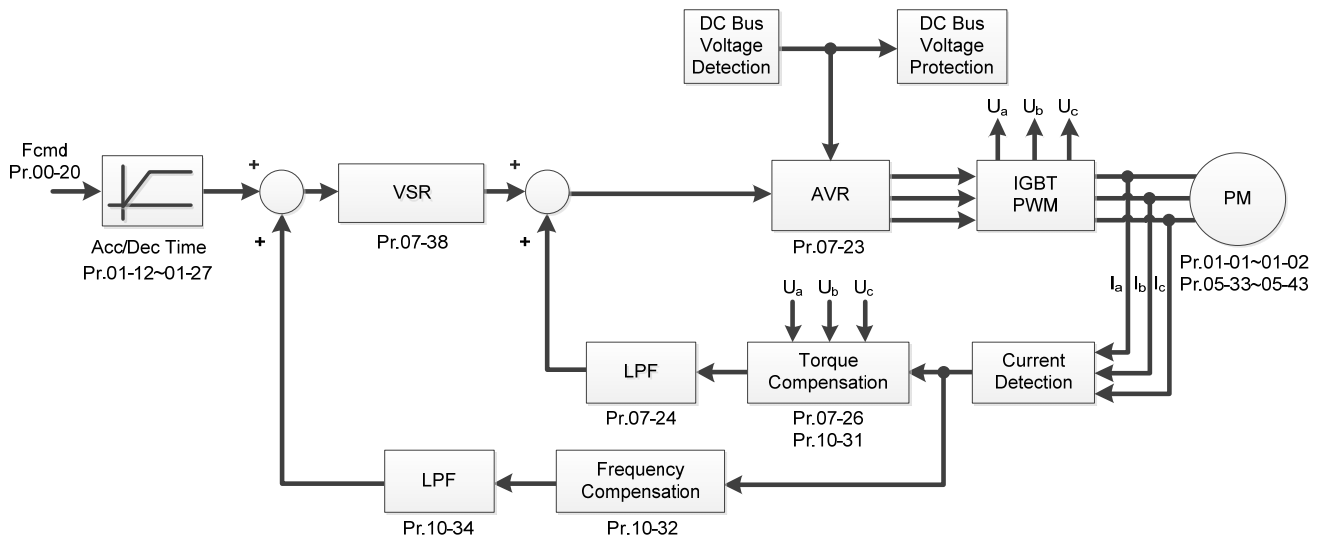 DC Bus
Voltage
Detection
DC Bus
Voltage
Protection
Ua
Ub
Uc
Fcmd
Pr.00-20
+
+
Acc/Dec Time
Pr.01-12~01-27
VSR
Pr.07-38
+
+
AVR
Pr.07-23
IGBT
PWM
PM
Pr.01-01~01-02
Pr.05-33~05-43
Ia
Ib
Ic
Ua
Ub
Uc
LPF
Pr.07-24
Torque
Compensation
Pr.07-26
Pr.10-31
Current
Detection
LPF
Pr.10-34
Frequency
Compensation
Pr.10-32